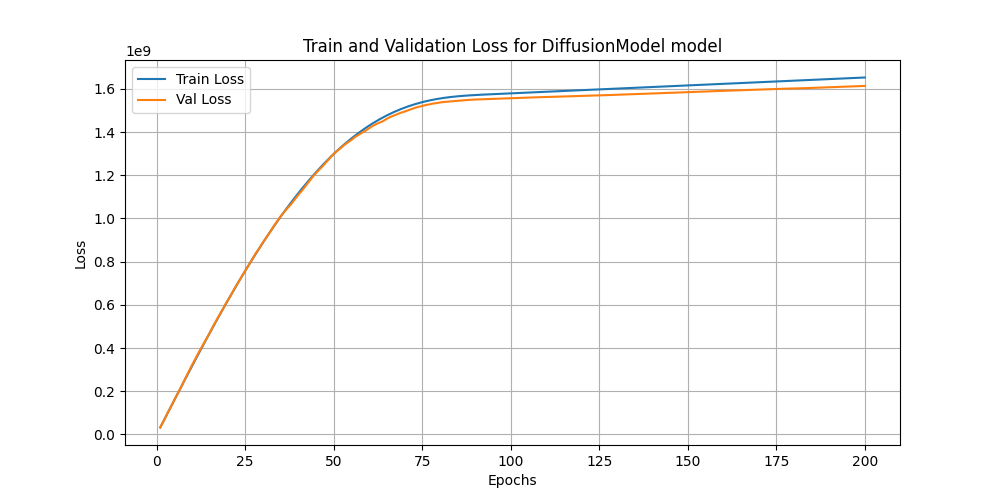 Train and Validation Loss for DiffusionModel model
1e9
Train Loss
Val Loss
1.6
1.4
1.2
1.0
0.8
0.6
0.4
0.2
0.0
Loss
0 25 50 75 100 125 150 175 200
Epochs